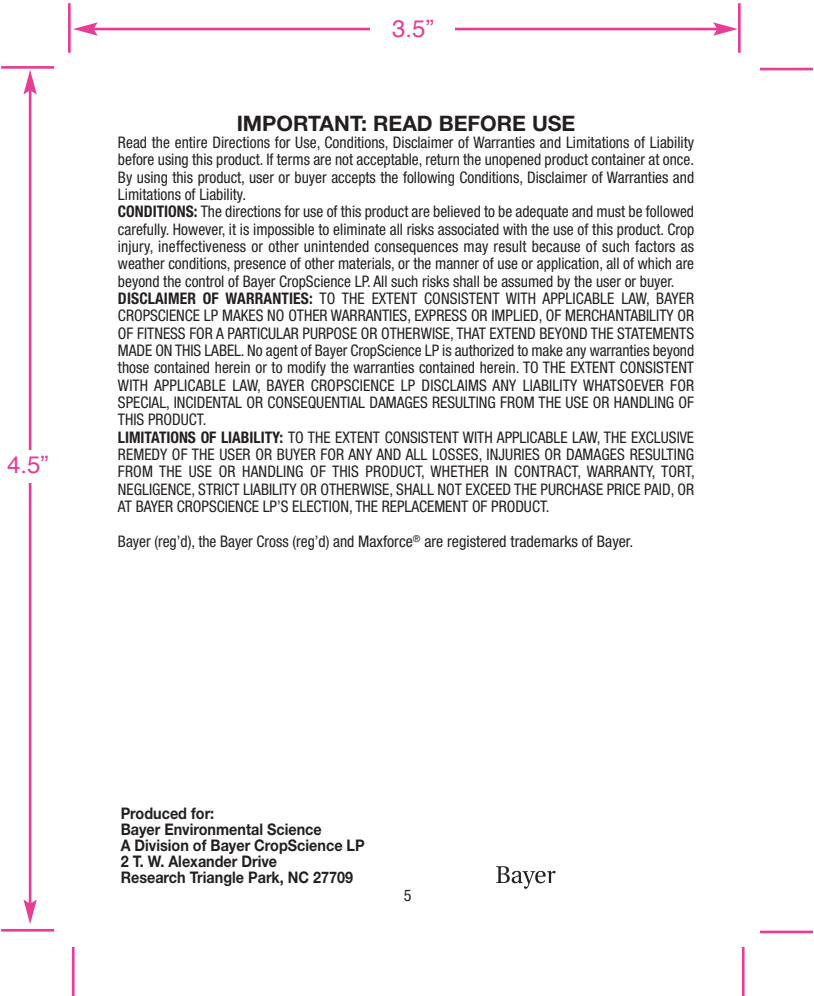 3.5”
IMPORTANT: READ BEFORE USE
Read the entire Directions for Use, Conditions, Disclaimer of Warranties and Limitations of Liability
before using this product. If terms are not acceptable, return the unopened product container at once.
By using this product, user or buyer accepts the following Conditions, Disclaimer of Warranties and
Limitations of Liability.
CONDITIONS: The directions for use of this product are believed to be adequate and must be followed
carefully. However, it is impossible to eliminate all risks associated with the use of this product. Crop
injury, ineffectiveness or other unintended consequences may result because of such factors as
weather conditions, presence of other materials, or the manner of use or application, all of which are
beyond the control of Bayer CropScience LP. All such risks shall be assumed by the user or buyer.
DISCLAIMER OF WARRANTIES: TO THE EXTENT CONSISTENT WITH APPLICABLE LAW, BAYER
CROPSCIENCE LP MAKES NO OTHER WARRANTIES, EXPRESS OR IMPLIED, OF MERCHANTABILITY OR
OF FITNESS FOR A PARTICULAR PURPOSE OR OTHERWISE, THAT EXTEND BEYOND THE STATEMENTS
MADE ON THIS LABEL. No agent of Bayer CropScience LP is authorized to make any warranties beyond
those contained herein or to modify the warranties contained herein. TO THE EXTENT CONSISTENT
WITH APPLICABLE LAW, BAYER CROPSCIENCE LP DISCLAIMS ANY LIABILITY WHATSOEVER FOR
SPECIAL, INCIDENTAL OR CONSEQUENTIAL DAMAGES RESULTING FROM THE USE OR HANDLING OF
THIS PRODUCT.
LIMITATIONS OF LIABILITY: TO THE EXTENT CONSISTENT WITH APPLICABLE LAW, THE EXCLUSIVE
REMEDY OF THE USER OR BUYER FOR ANY AND ALL LOSSES, INJURIES OR DAMAGES RESULTING
FROM THE USE OR HANDLING OF THIS PRODUCT, WHETHER IN CONTRACT, WARRANTY, TORT,
NEGLIGENCE, STRICT LIABILITY OR OTHERWISE, SHALL NOT EXCEED THE PURCHASE PRICE PAID, OR
AT BAYER CROPSCIENCE LP’S ELECTION, THE REPLACEMENT OF PRODUCT.
4.5”
Bayer (reg’d), the Bayer Cross (reg’d) and Maxforce® are registered trademarks of Bayer.
Produced for:
Bayer Environmental Science
A Division of Bayer CropScience LP
2 T. W. Alexander Drive
Research Triangle Park, NC 27709
Bayer
5